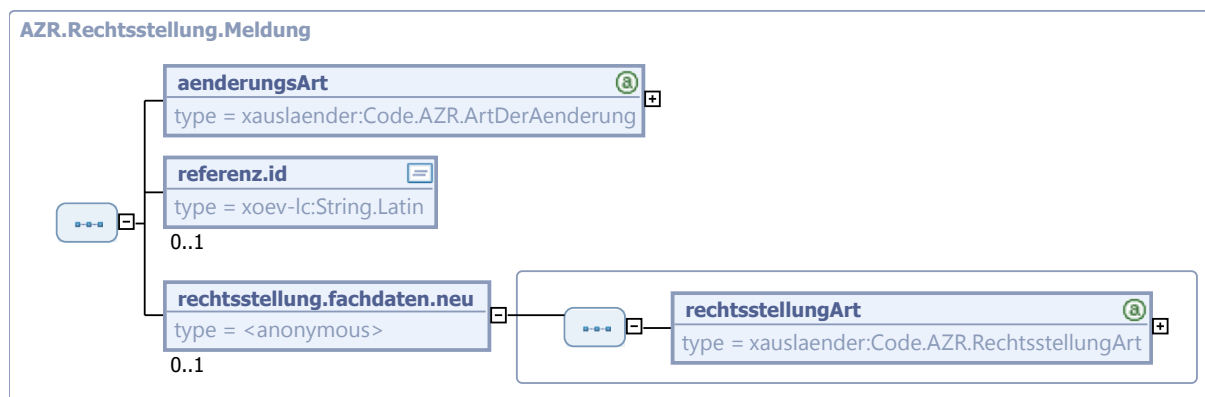 AZR.Rechtsstellung.Meldung
aenderungsArt
type = xauslaender:Code.AZR.ArtDerAenderung
referenz.id
type = xoev-lc:String.Latin
0..1
rechtsstellung.fachdaten.neu
type = <anonymous>
0..1
rechtsstellungArt
type = xauslaender:Code.AZR.RechtsstellungArt